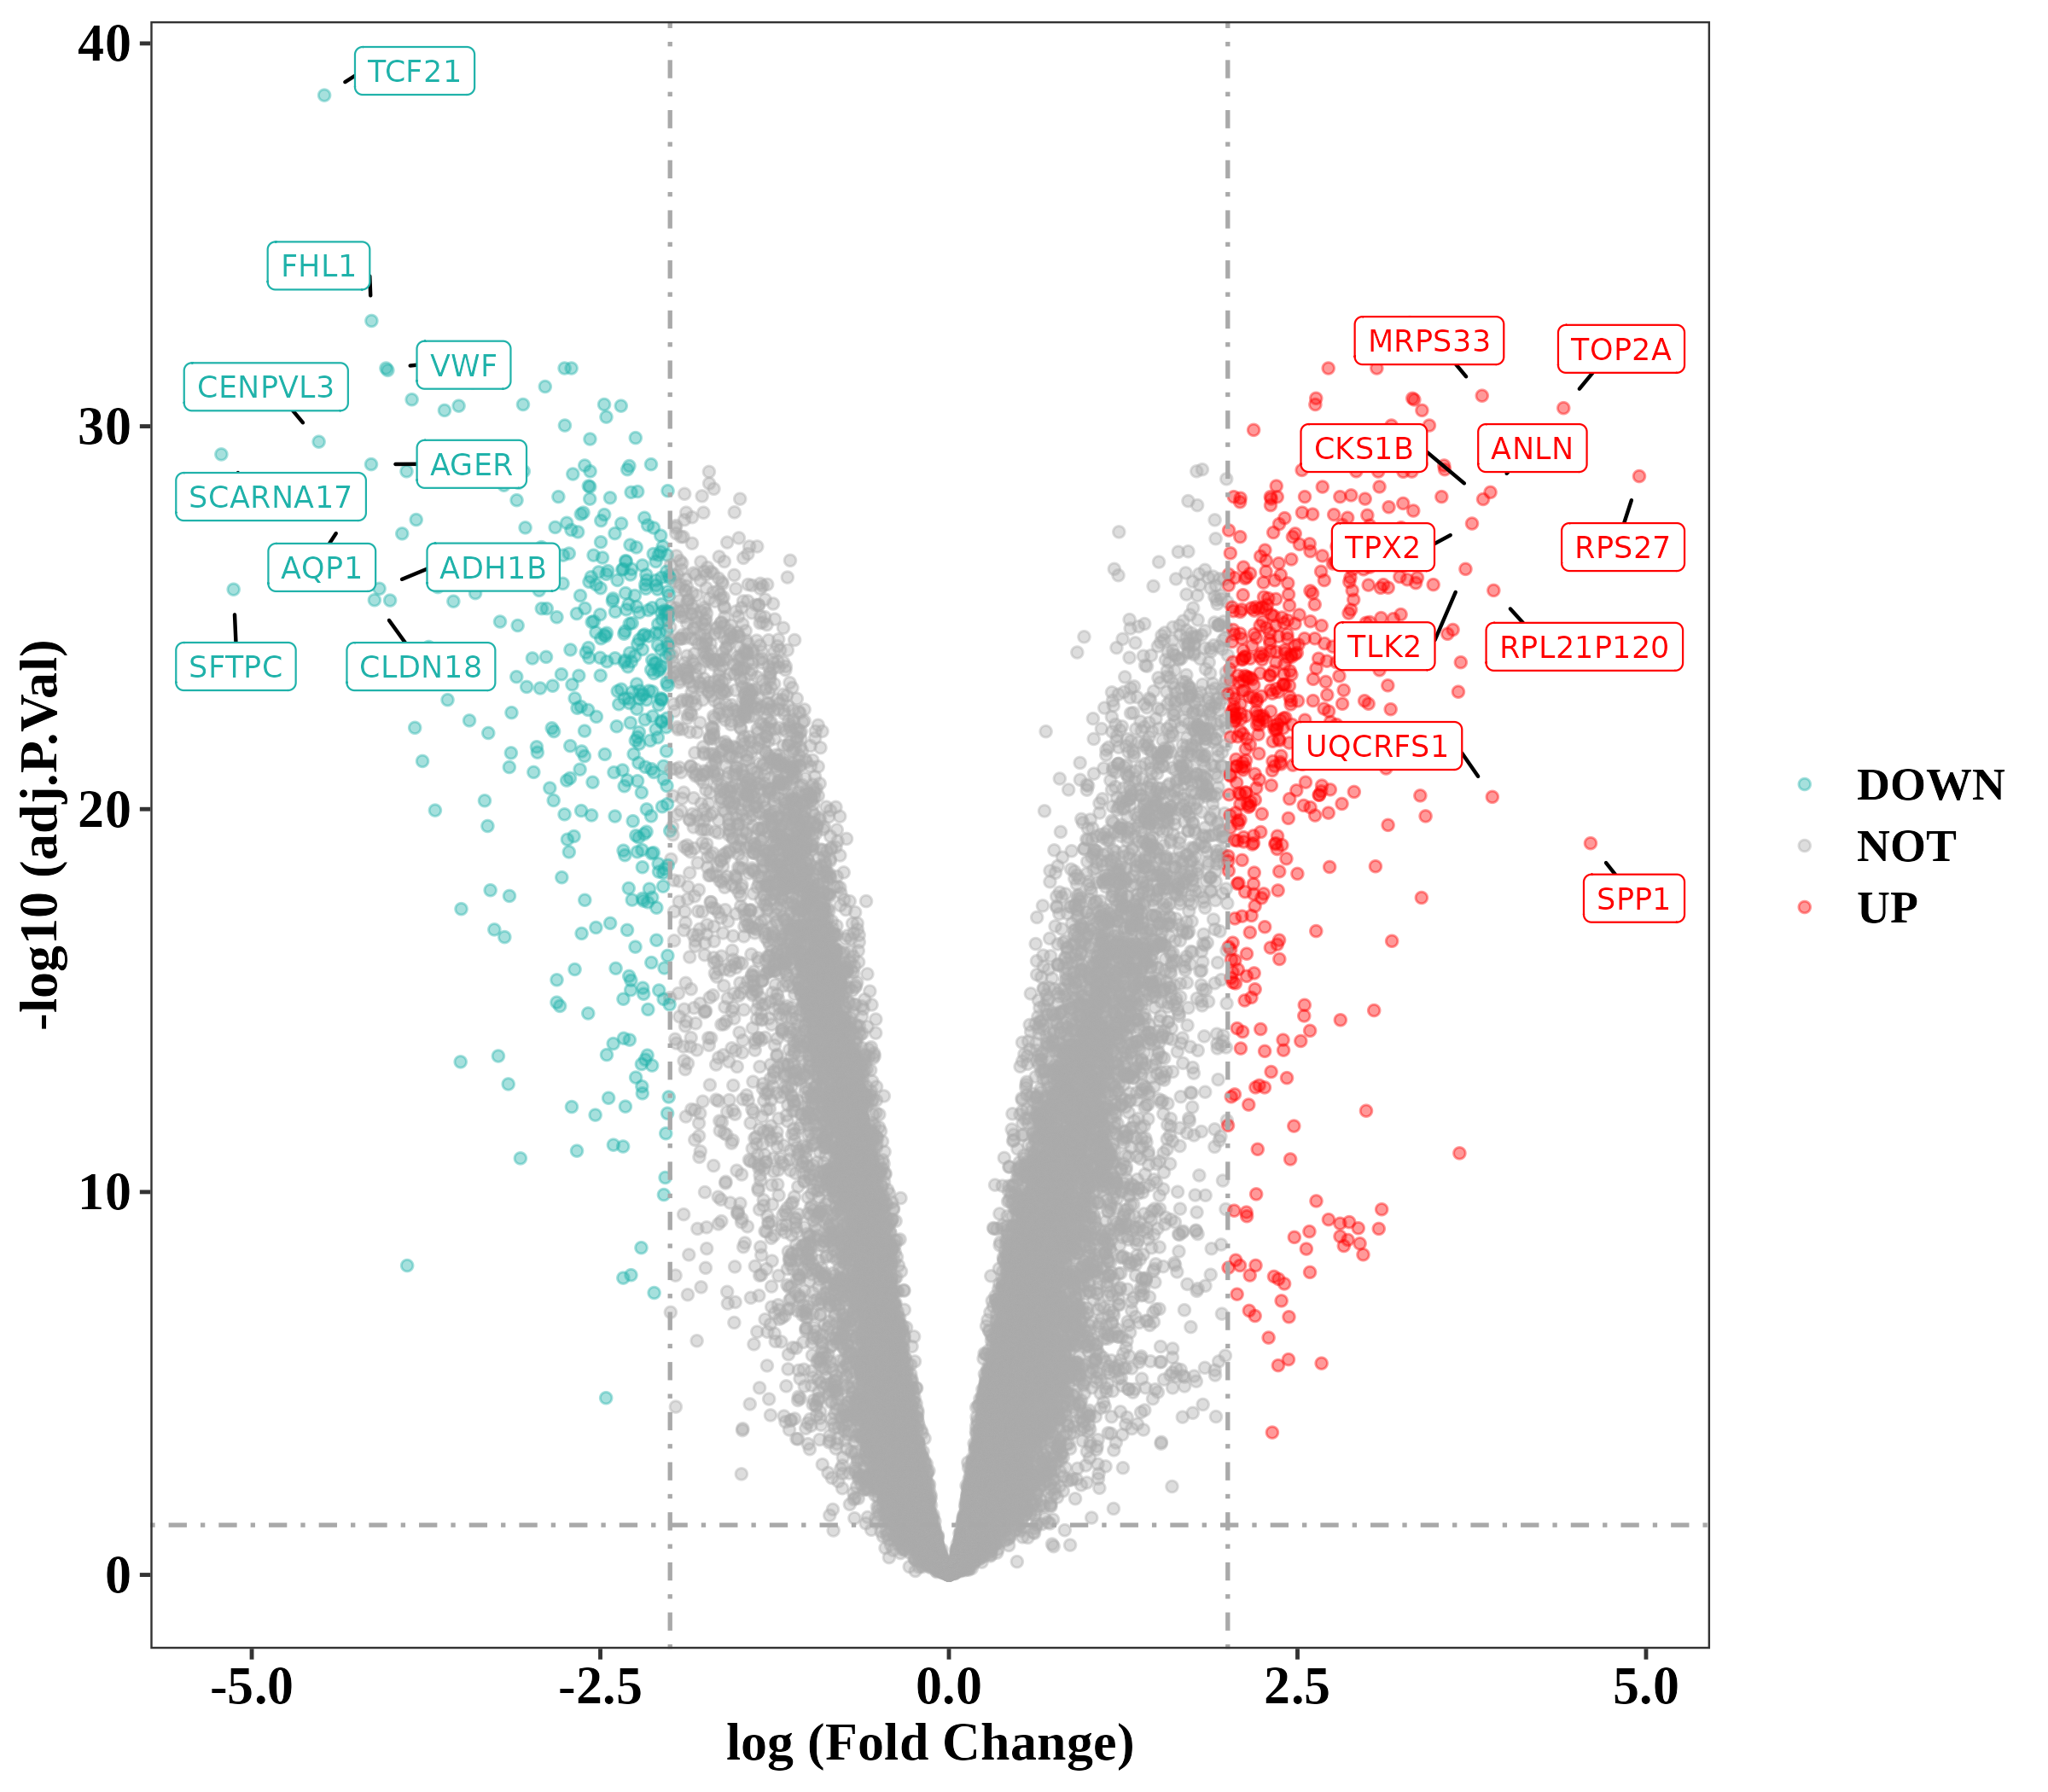 40
TCF21
FHL1
MRPS33
TOP2A
VWF
CENPVL3
30
CKS1B
ANLN
AGER
SCARNA17
TPX2
RPS27
AQP1
ADH1B
TLK2
RPL21P120
SFTPC
CLDN18
UQCRFS1
DOWN
20
-log10 (adj.P.Val)
NOT
SPP1
UP
10
0
-5.0
-2.5
0.0
2.5
5.0
log (Fold Change)